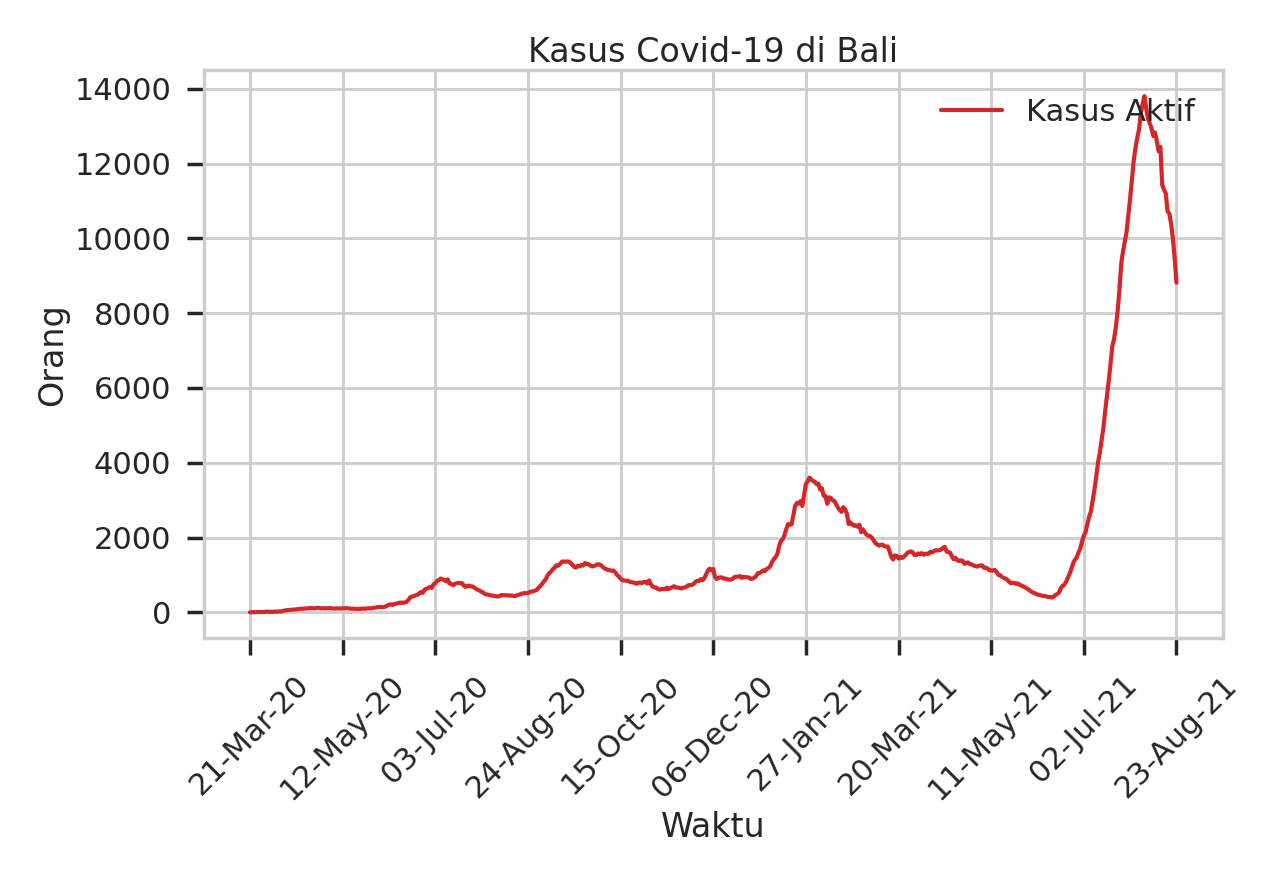 Kasus Covid-19 di Bali
Kasus Aktif
14000
12000
10000
8000
6000
4000
2000
0
Orang
21-Mar-20
12-May-20
03-Jul-20
24-Aug-20
15-Oct-20
06-Dec-20
27-Jan-21
20-Mar-21
11-May-21
02-Jul-21
23-Aug-21
Waktu